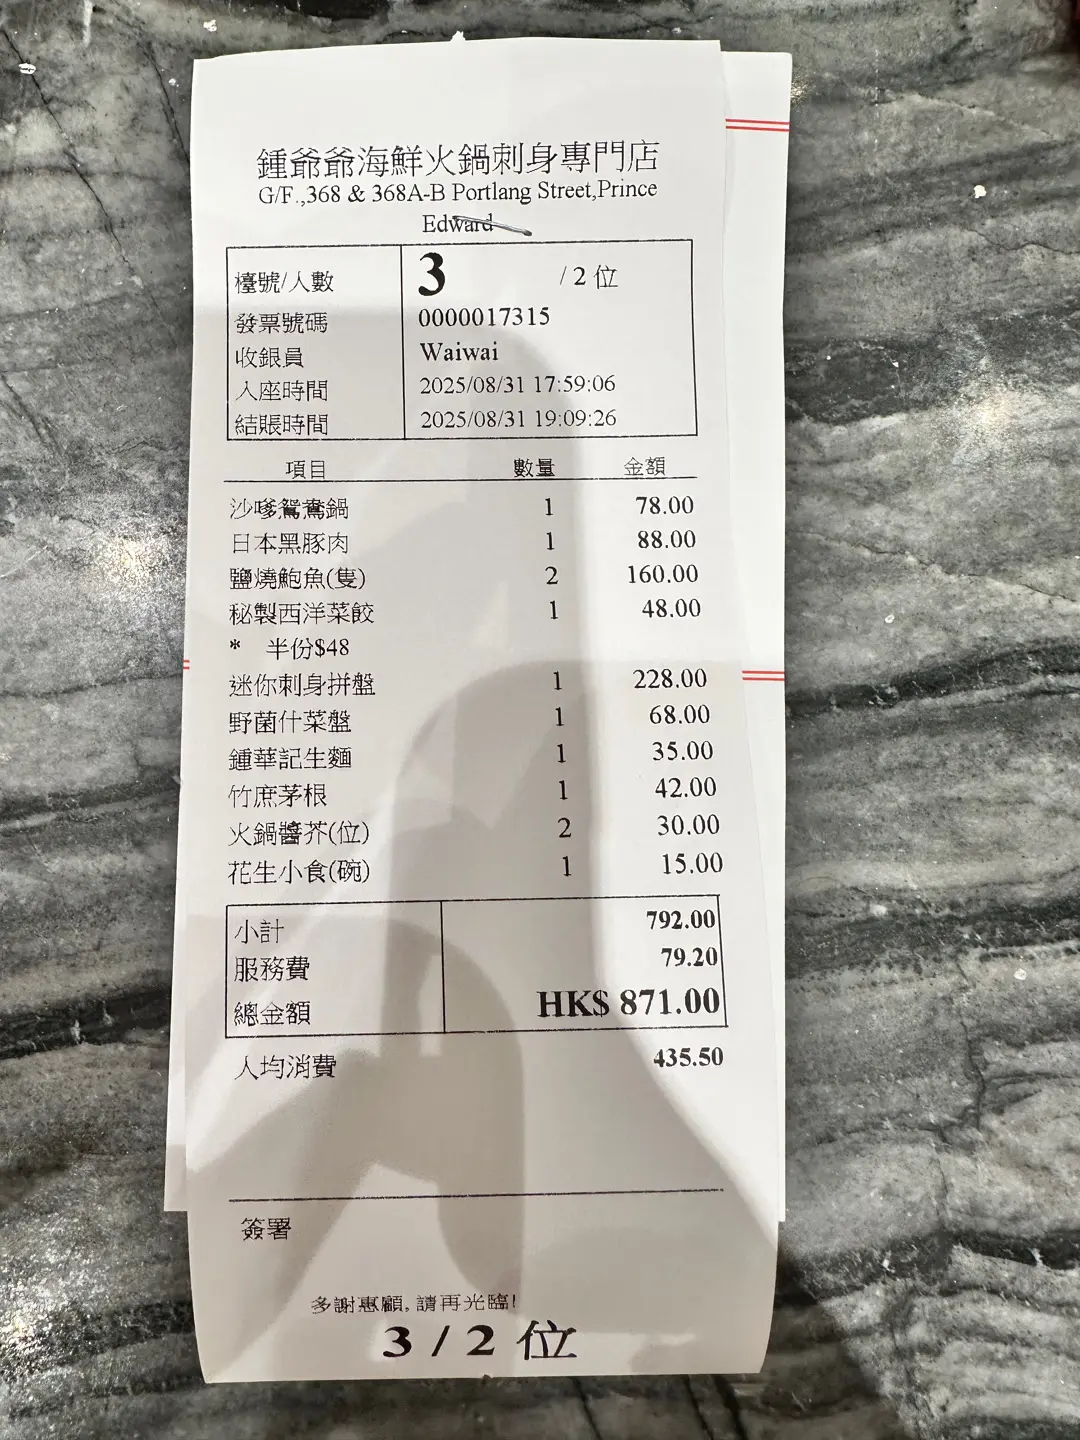 鍾爺爺海鮮火鍋刺身專門店
G/F.,368 & 368A-B Portlang Street,Prince
Edward
檯號/人數 3 /2 位
發票號碼 0000017315
收銀員 Waiwai
入座時間 2025/08/31 17:59:06
結賬時間 2025/08/31 19:09:26
項目 數量 金額
沙嗲鴛鴦鍋 1 78.00
日本黑豚肉 1 88.00
鹽燒鮑魚(隻) 2 160.00
秘製西洋菜餃 1 48.00
* 半份$48
迷你刺身拼盤 1 228.00
野菌什菜盤 1 68.00
鍾華記生麵 1 35.00
竹庶茅根 1 42.00
火鍋醬芥(位) 2 30.00
花生小食(碗) 1 15.00
小計 792.00
服務費 79.20
總金額 HK$ 871.00
人均消費 435.50
簽署
多謝惠顧, 請再光臨!
3 / 2 位